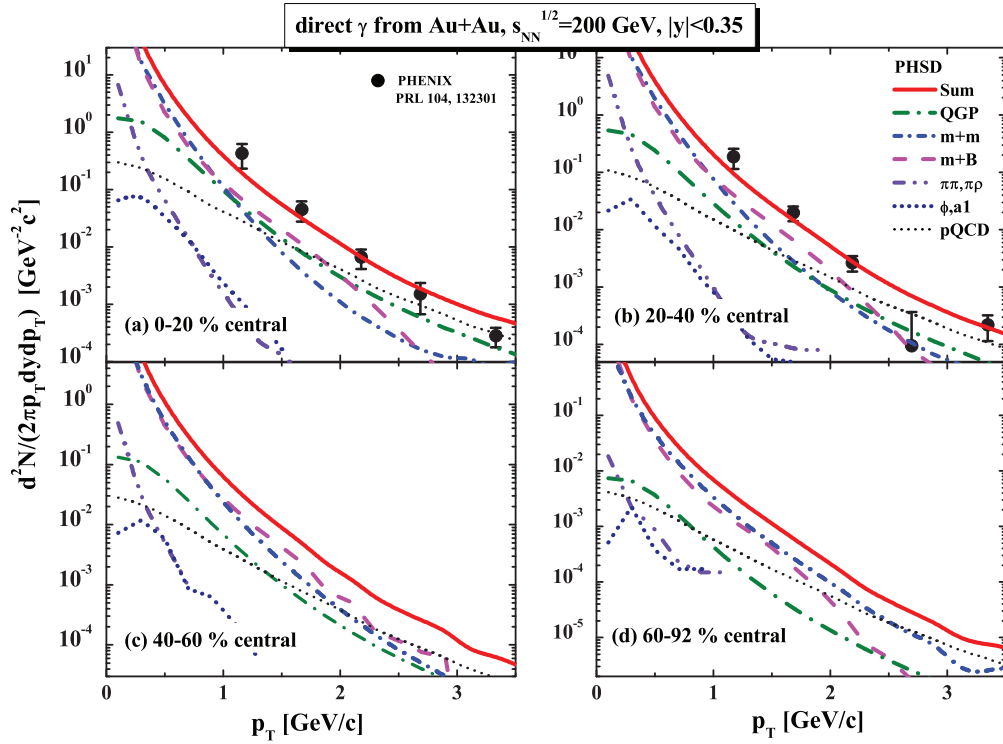 direct γ from Au+Au, s_NN^1/2=200 GeV, |y|<0.35
d²N/(2πp_T dydp_T) [GeV⁻²c²]
10¹
10⁰
10⁻¹
10⁻²
10⁻³
10⁻⁴
PHENIX
PRL 104, 132301
(a) 0-20 % central
10¹
10⁰
10⁻¹
10⁻²
10⁻³
10⁻⁴
PHSD
Sum
QGP
m+m
m+B
ππ,πρ
ϕ,a1
pQCD
(b) 20-40 % central
10⁰
10⁻¹
10⁻²
10⁻³
10⁻⁴
(c) 40-60 % central
0 1 2 3
p_T [GeV/c]
10⁻¹
10⁻²
10⁻³
10⁻⁴
10⁻⁵
(d) 60-92 % central
0 1 2 3
p_T [GeV/c]